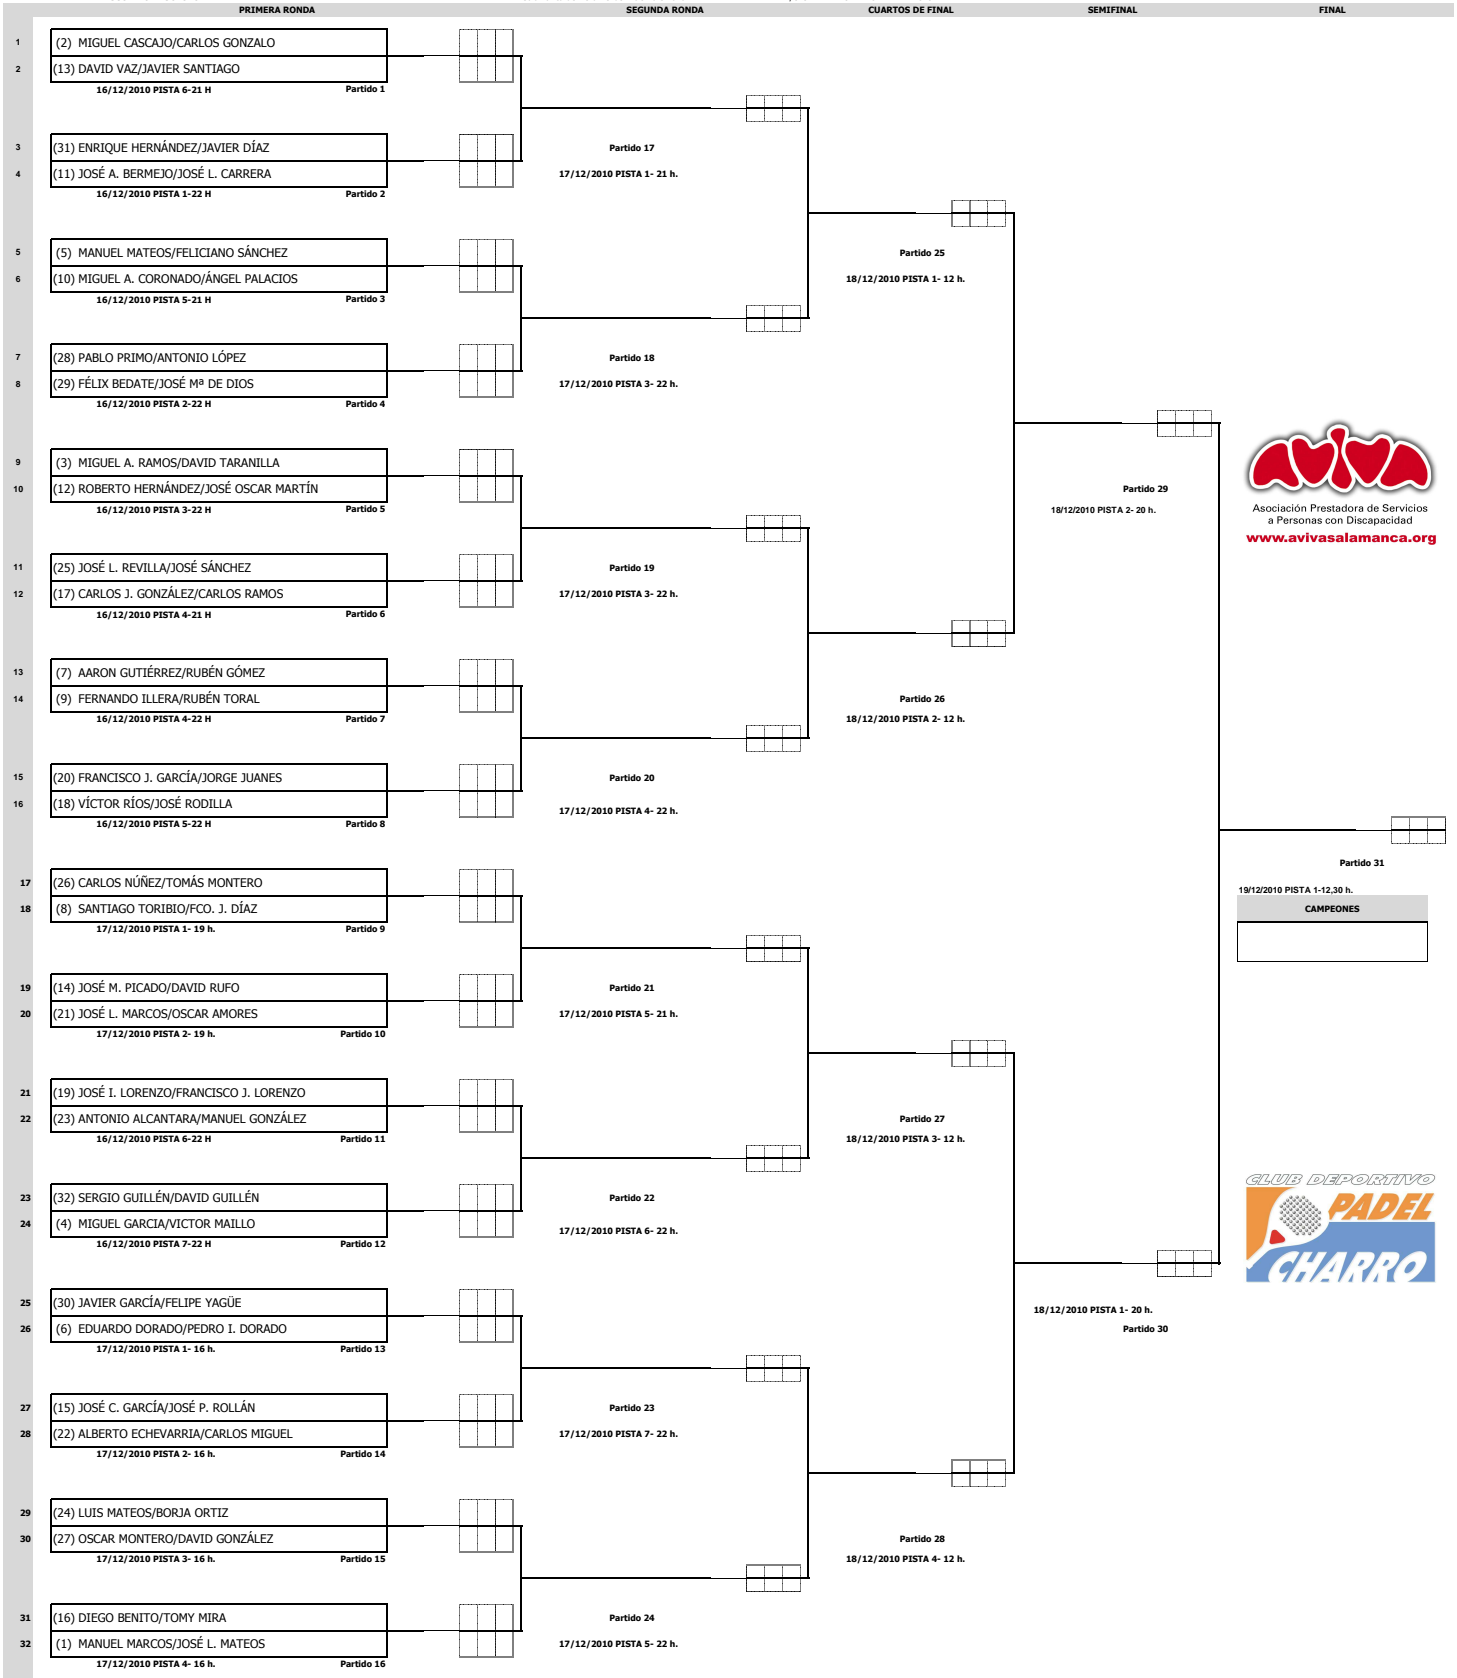 PRIMERA RONDA
SEGUNDA RONDA
CUARTOS DE FINAL
SEMIFINAL
FINAL
1 (2) MIGUEL CASCAJO/CARLOS GONZALO
2 (13) DAVID VAZ/JAVIER SANTIAGO
16/12/2010 PISTA 6-21 H Partido 1
3 (31) ENRIQUE HERNÁNDEZ/JAVIER DÍAZ
4 (11) JOSÉ A. BERMEJO/JOSÉ L. CARRERA
16/12/2010 PISTA 1-22 H Partido 2
5 (5) MANUEL MATEOS/FELICIANO SÁNCHEZ
6 (10) MIGUEL A. CORONADO/ÁNGEL PALACIOS
16/12/2010 PISTA 5-21 H Partido 3
7 (28) PABLO PRIMO/ANTONIO LÓPEZ
8 (29) FÉLIX BEDATE/JOSÉ Mª DE DIOS
16/12/2010 PISTA 2-22 H Partido 4
9 (3) MIGUEL A. RAMOS/DAVID TARANILLA
10 (12) ROBERTO HERNÁNDEZ/JOSÉ OSCAR MARTÍN
16/12/2010 PISTA 3-22 H Partido 5
11 (25) JOSÉ L. REVILLA/JOSÉ SÁNCHEZ
12 (17) CARLOS J. GONZÁLEZ/CARLOS RAMOS
16/12/2010 PISTA 4-21 H Partido 6
13 (7) AARON GUTIÉRREZ/RUBÉN GÓMEZ
14 (9) FERNANDO ILLERA/RUBÉN TORAL
16/12/2010 PISTA 4-22 H Partido 7
15 (20) FRANCISCO J. GARCÍA/JORGE JUANES
16 (18) VÍCTOR RÍOS/JOSÉ RODILLA
16/12/2010 PISTA 5-22 H Partido 8
17 (26) CARLOS NÚÑEZ/TOMÁS MONTERO
18 (8) SANTIAGO TORIBIO/FCO. J. DÍAZ
17/12/2010 PISTA 1- 19 h. Partido 9
19 (14) JOSÉ M. PICADO/DAVID RUFO
20 (21) JOSÉ L. MARCOS/OSCAR AMORES
17/12/2010 PISTA 2- 19 h. Partido 10
21 (19) JOSÉ I. LORENZO/FRANCISCO J. LORENZO
22 (23) ANTONIO ALCANTARA/MANUEL GONZÁLEZ
16/12/2010 PISTA 6-22 H Partido 11
23 (32) SERGIO GUILLÉN/DAVID GUILLÉN
24 (4) MIGUEL GARCIA/VICTOR MAILLO
16/12/2010 PISTA 7-22 H Partido 12
25 (30) JAVIER GARCÍA/FELIPE YAGÜE
26 (6) EDUARDO DORADO/PEDRO I. DORADO
17/12/2010 PISTA 1- 16 h. Partido 13
27 (15) JOSÉ C. GARCÍA/JOSÉ P. ROLLÁN
28 (22) ALBERTO ECHEVARRIA/CARLOS MIGUEL
17/12/2010 PISTA 2- 16 h. Partido 14
29 (24) LUIS MATEOS/BORJA ORTIZ
30 (27) OSCAR MONTERO/DAVID GONZÁLEZ
17/12/2010 PISTA 3- 16 h. Partido 15
31 (16) DIEGO BENITO/TOMY MIRA
32 (1) MANUEL MARCOS/JOSÉ L. MATEOS
17/12/2010 PISTA 4- 16 h. Partido 16
Partido 17
17/12/2010 PISTA 1- 21 h.
Partido 18
17/12/2010 PISTA 3- 22 h.
Partido 19
17/12/2010 PISTA 3- 22 h.
Partido 20
17/12/2010 PISTA 4- 22 h.
Partido 21
17/12/2010 PISTA 5- 21 h.
Partido 22
17/12/2010 PISTA 6- 22 h.
Partido 23
17/12/2010 PISTA 7- 22 h.
Partido 24
17/12/2010 PISTA 5- 22 h.
Partido 25
18/12/2010 PISTA 1- 12 h.
Partido 26
18/12/2010 PISTA 2- 12 h.
Partido 27
18/12/2010 PISTA 3- 12 h.
Partido 28
18/12/2010 PISTA 4- 12 h.
Partido 29
18/12/2010 PISTA 2- 20 h.
18/12/2010 PISTA 1- 20 h.
Partido 30
aviva
Asociación Prestadora de Servicios
a Personas con Discapacidad
www.avivasalamanca.org
Partido 31
19/12/2010 PISTA 1-12,30 h.
CAMPEONES
CLUB DEPORTIVO
PADEL
CHARRO